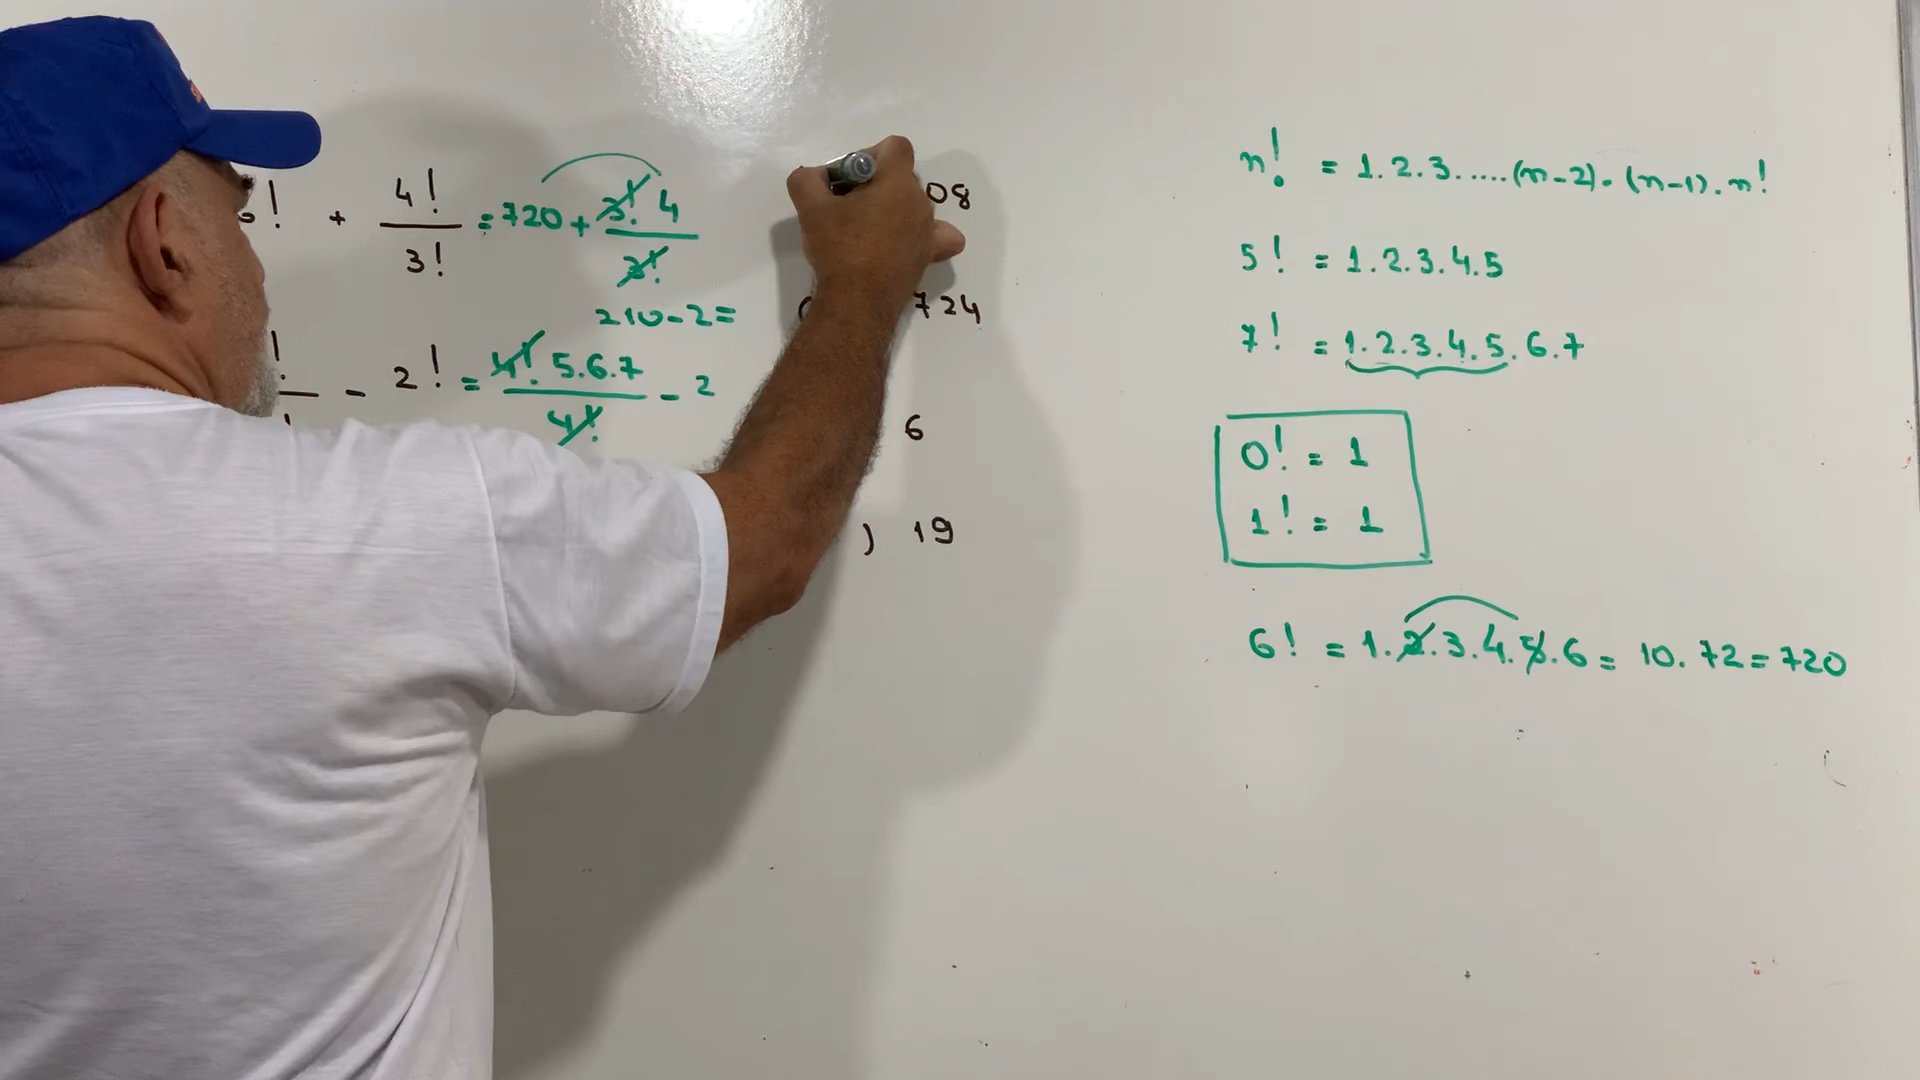 ! + 4! / 3! = 720 + 3! 4 / 3!
210-2=
! - 2! = 4! 5.6.7 / 4! - 2
08
( 724
6
) 19
n! = 1.2.3.....(n-2).(n-1).n!
5! = 1.2.3.4.5
7! = 1.2.3.4.5.6.7
0! = 1
1! = 1
6! = 1.2.3.4.5.6 = 10.72 = 720